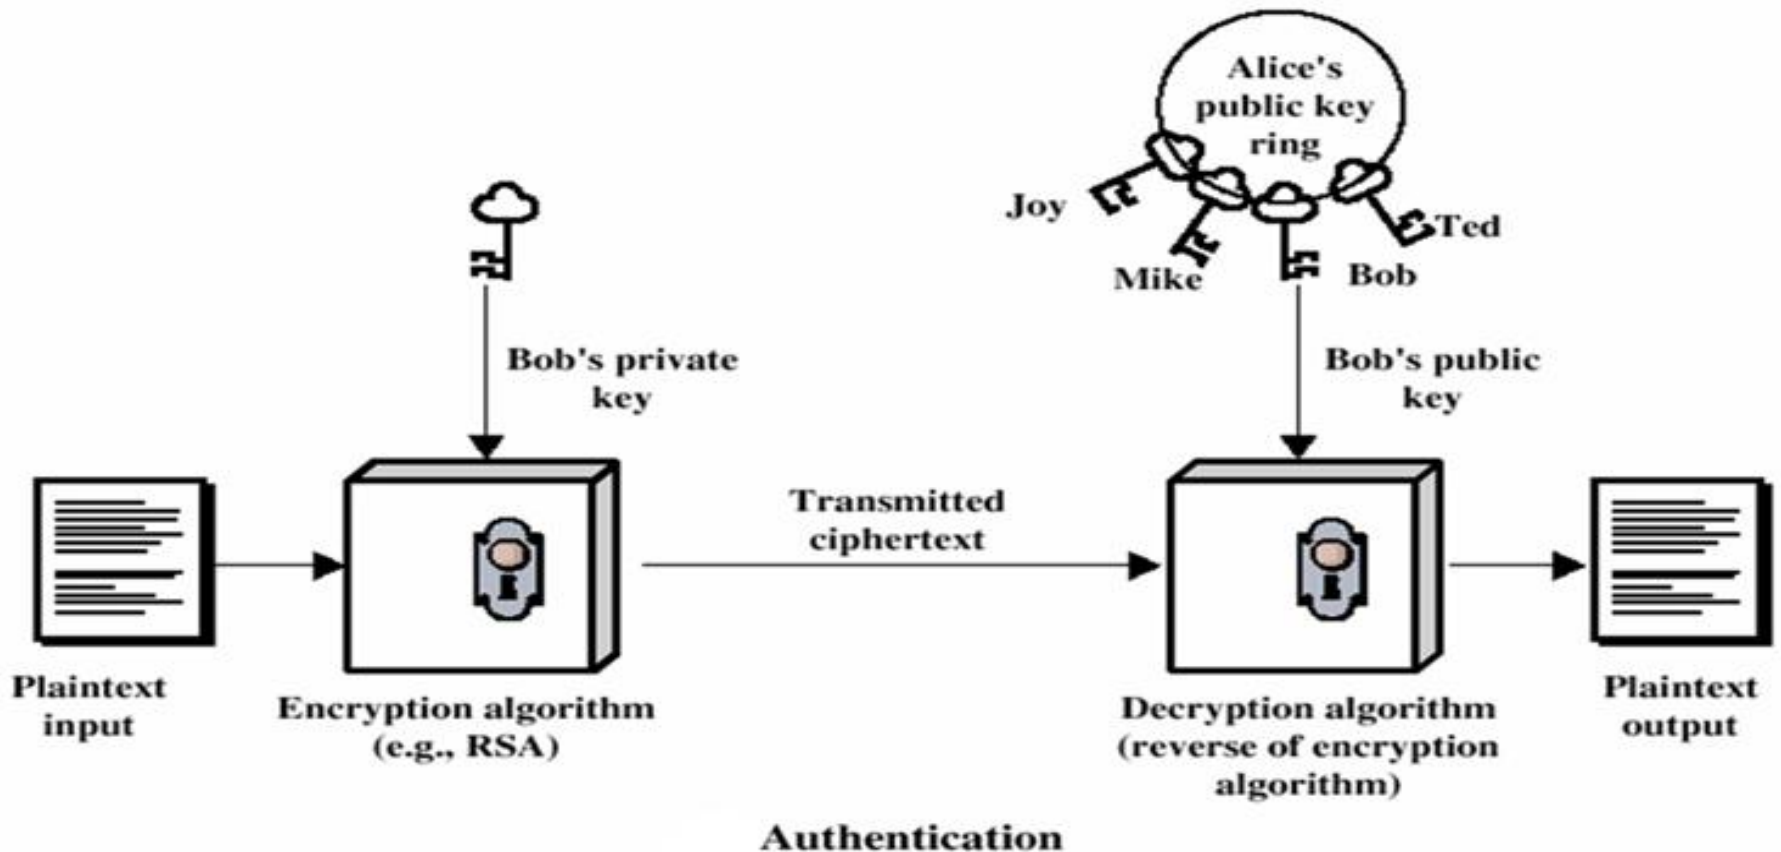 Alice's
public key
ring
Joy
Ted
Mike
Bob
Bob's private
key
Bob's public
key
Transmitted
ciphertext
Plaintext
input
Encryption algorithm
(e.g., RSA)
Decryption algorithm
(reverse of encryption
algorithm)
Plaintext
output
Authentication